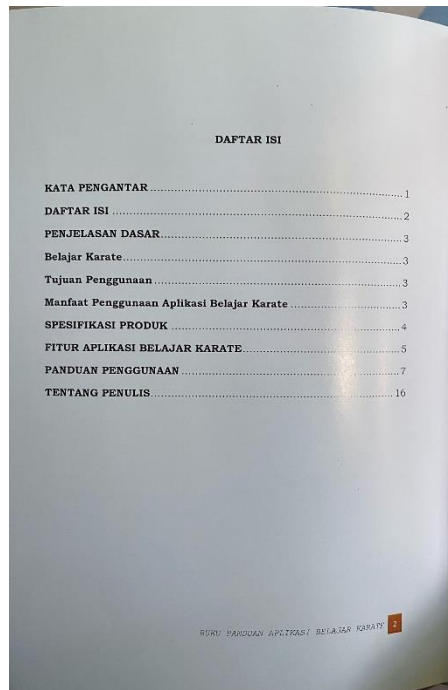 DAFTAR ISI
KATA PENGANTAR .......................................................................... 1
DAFTAR ISI ..................................................................................... 2
PENJELASAN DASAR....................................................................... 3
Belajar Karate.................................................................................. 3
Tujuan Penggunaan......................................................................... 3
Manfaat Penggunaan Aplikasi Belajar Karate ................................. 3
SPESIFIKASI PRODUK ................................................................... 4
FITUR APLIKASI BELAJAR KARATE............................................... 5
PANDUAN PENGGUNAAN ............................................................... 7
TENTANG PENULIS......................................................................... 16
BUKU PANDUAN APLIKASI BELAJAR KARATE 2